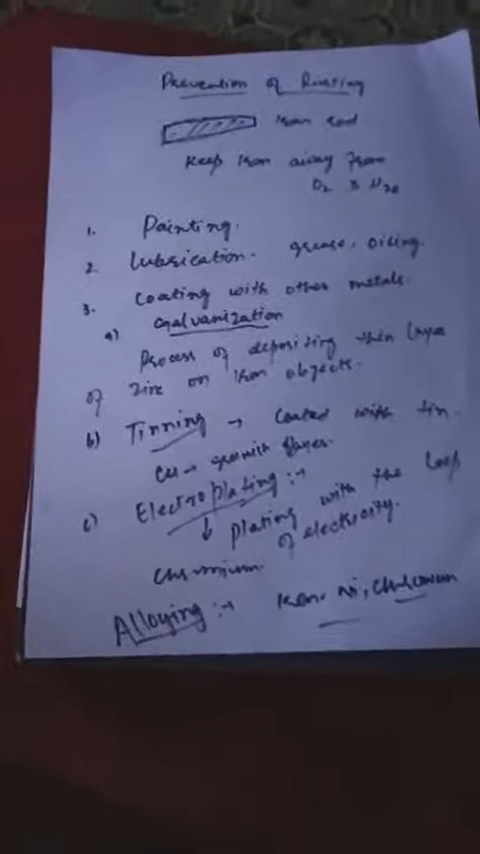 Prevention of Rusting
Iron rod
Keep Iron away from
O2 & H2O
1. Painting.
2. Lubrication. grease, oiling.
3. Coating with other metals.
a) Galvanization
Process of depositing thin layer
of Zinc on Iron objects.
b) Tinning → Coated with tin.
Cu → greenish
c) Electroplating :→
↓ plating with the
Chromium. of electricity.
Alloying :→ Iron. Ni, Chromium